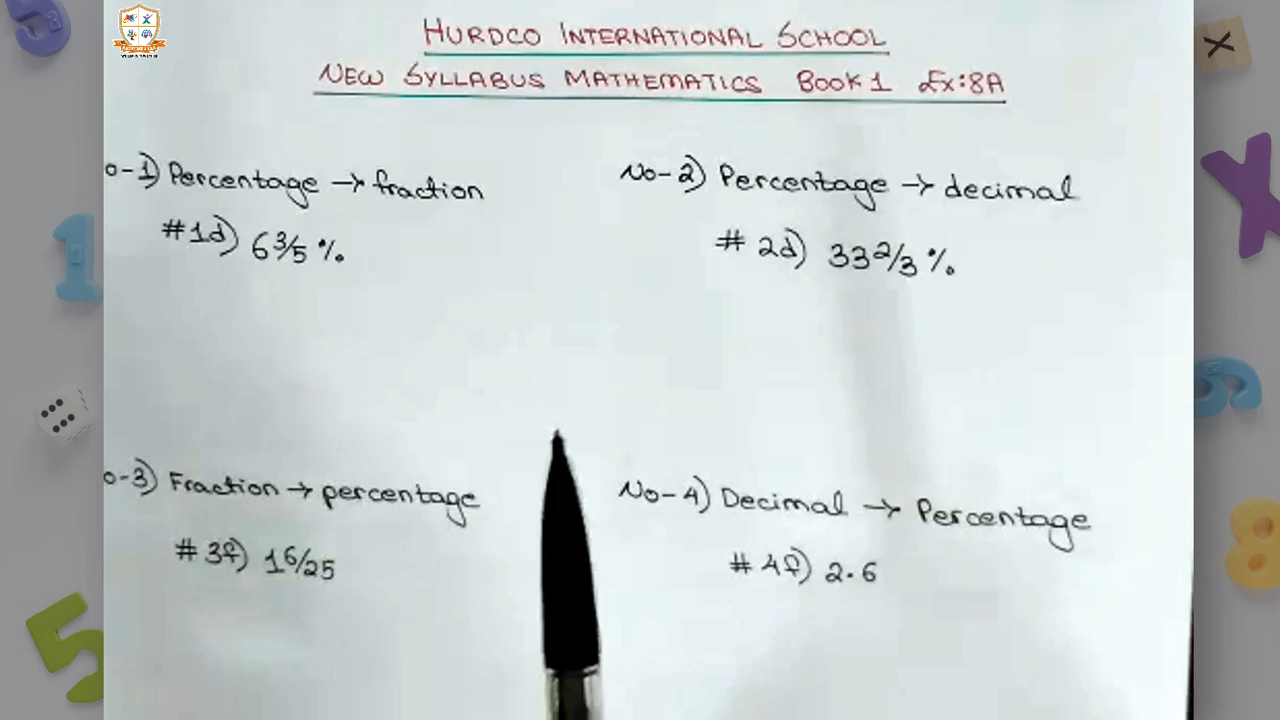 HURDCO INTERNATIONAL SCHOOL
NEW SYLLABUS MATHEMATICS BOOK 1 Ex:8A
o-1) Percentage → fraction
#1d) 6 3/5 %
No-2) Percentage → decimal
# 2d) 33 2/3 %
o-3) Fraction → percentage
# 3f) 1 6/25
No-4) Decimal → Percentage
# 4f) 2.6